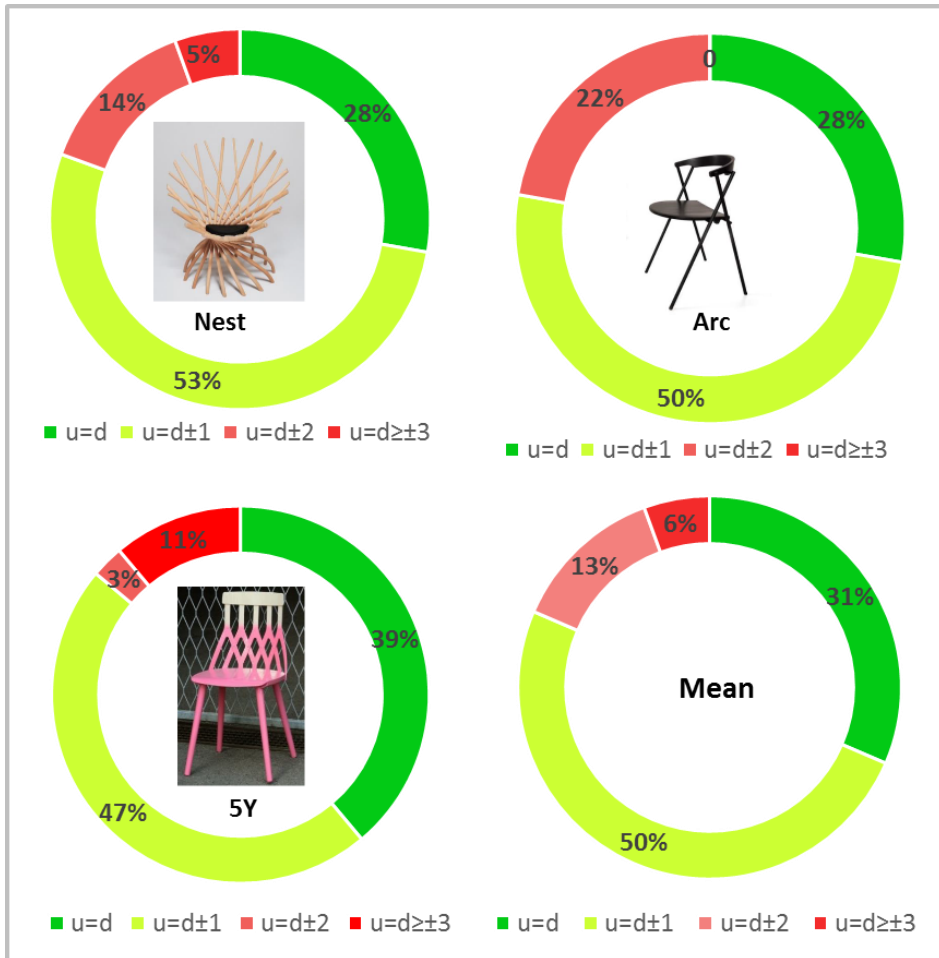 5%
14%
28%
Nest
53%
u=d u=d±1 u=d±2 u=d≥±3
0
22%
28%
Arc
50%
u=d u=d±1 u=d±2 u=d≥±3
11%
3%
39%
47%
5Y
u=d u=d±1 u=d±2 u=d≥±3
6%
13%
31%
Mean
50%
u=d u=d±1 u=d±2 u=d≥±3